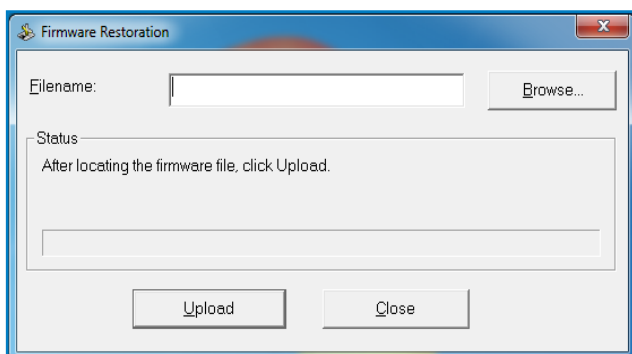 Firmware Restoration
X
Filename:
Browse...
Status
After locating the firmware file, click Upload.
Upload
Close